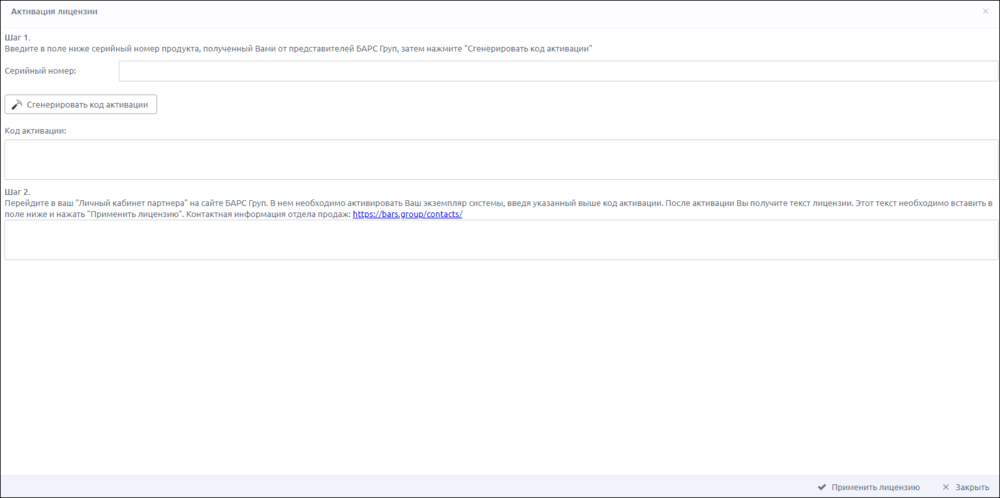 Активация лицензии
Шаг 1.
Введите в поле ниже серийный номер продукта, полученный Вами от представителей БАРС Груп, затем нажмите "Сгенерировать код активации"
Серийный номер:
Сгенерировать код активации
Код активации:
Шаг 2.
Перейдите в ваш "Личный кабинет партнера" на сайте БАРС Груп. В нем необходимо активировать Ваш экземпляр системы, введя указанный выше код активации. После активации Вы получите текст лицензии. Этот текст необходимо вставить в
поле ниже и нажать "Применить лицензию". Контактная информация отдела продаж: https://bars.group/contacts/
Применить лицензию
Закрыть